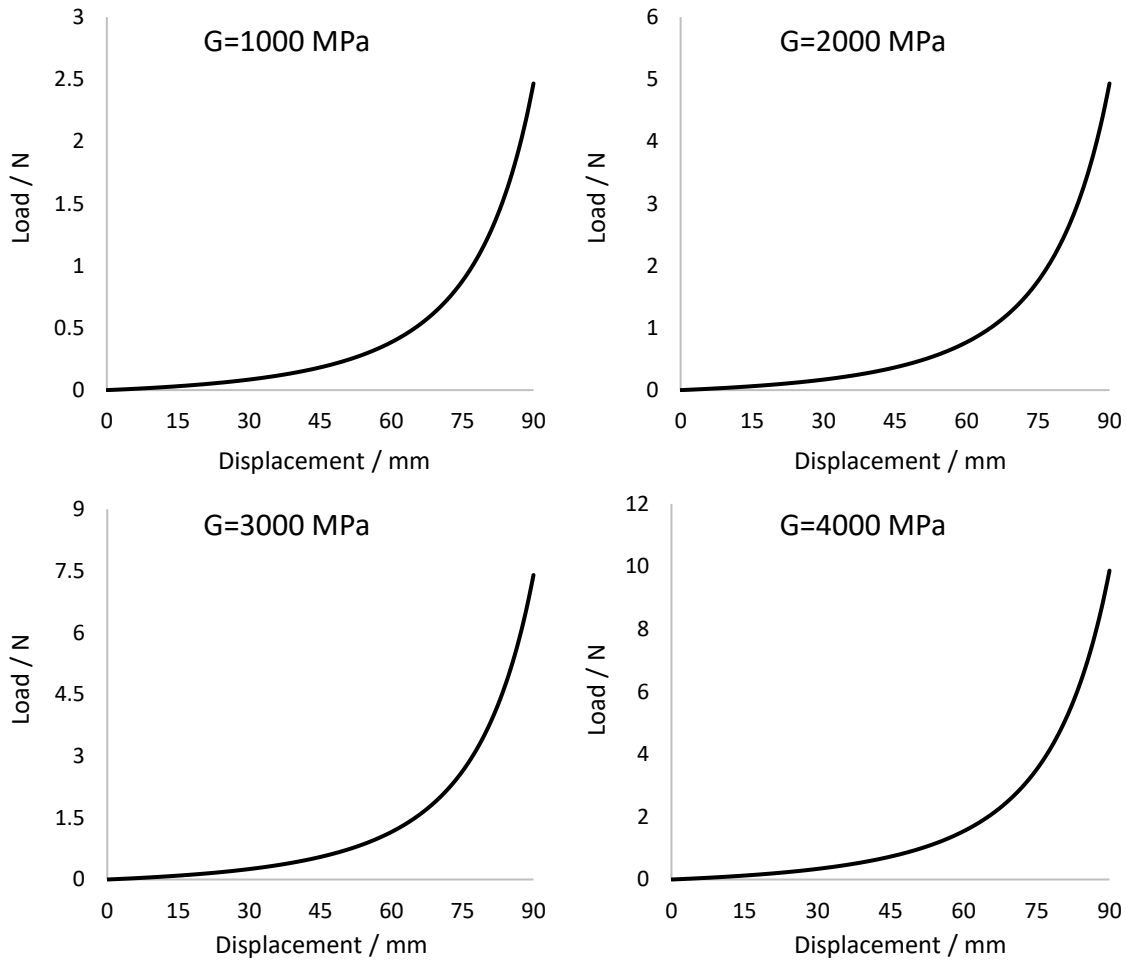 G=1000 MPa
3
2.5
2
1.5
1
0.5
0
0 15 30 45 60 75 90
Load / N
Displacement / mm
G=2000 MPa
6
5
4
3
2
1
0
0 15 30 45 60 75 90
Load / N
Displacement / mm
G=3000 MPa
9
7.5
6
4.5
3
1.5
0
0 15 30 45 60 75 90
Load / N
Displacement / mm
G=4000 MPa
12
10
8
6
4
2
0
0 15 30 45 60 75 90
Load / N
Displacement / mm